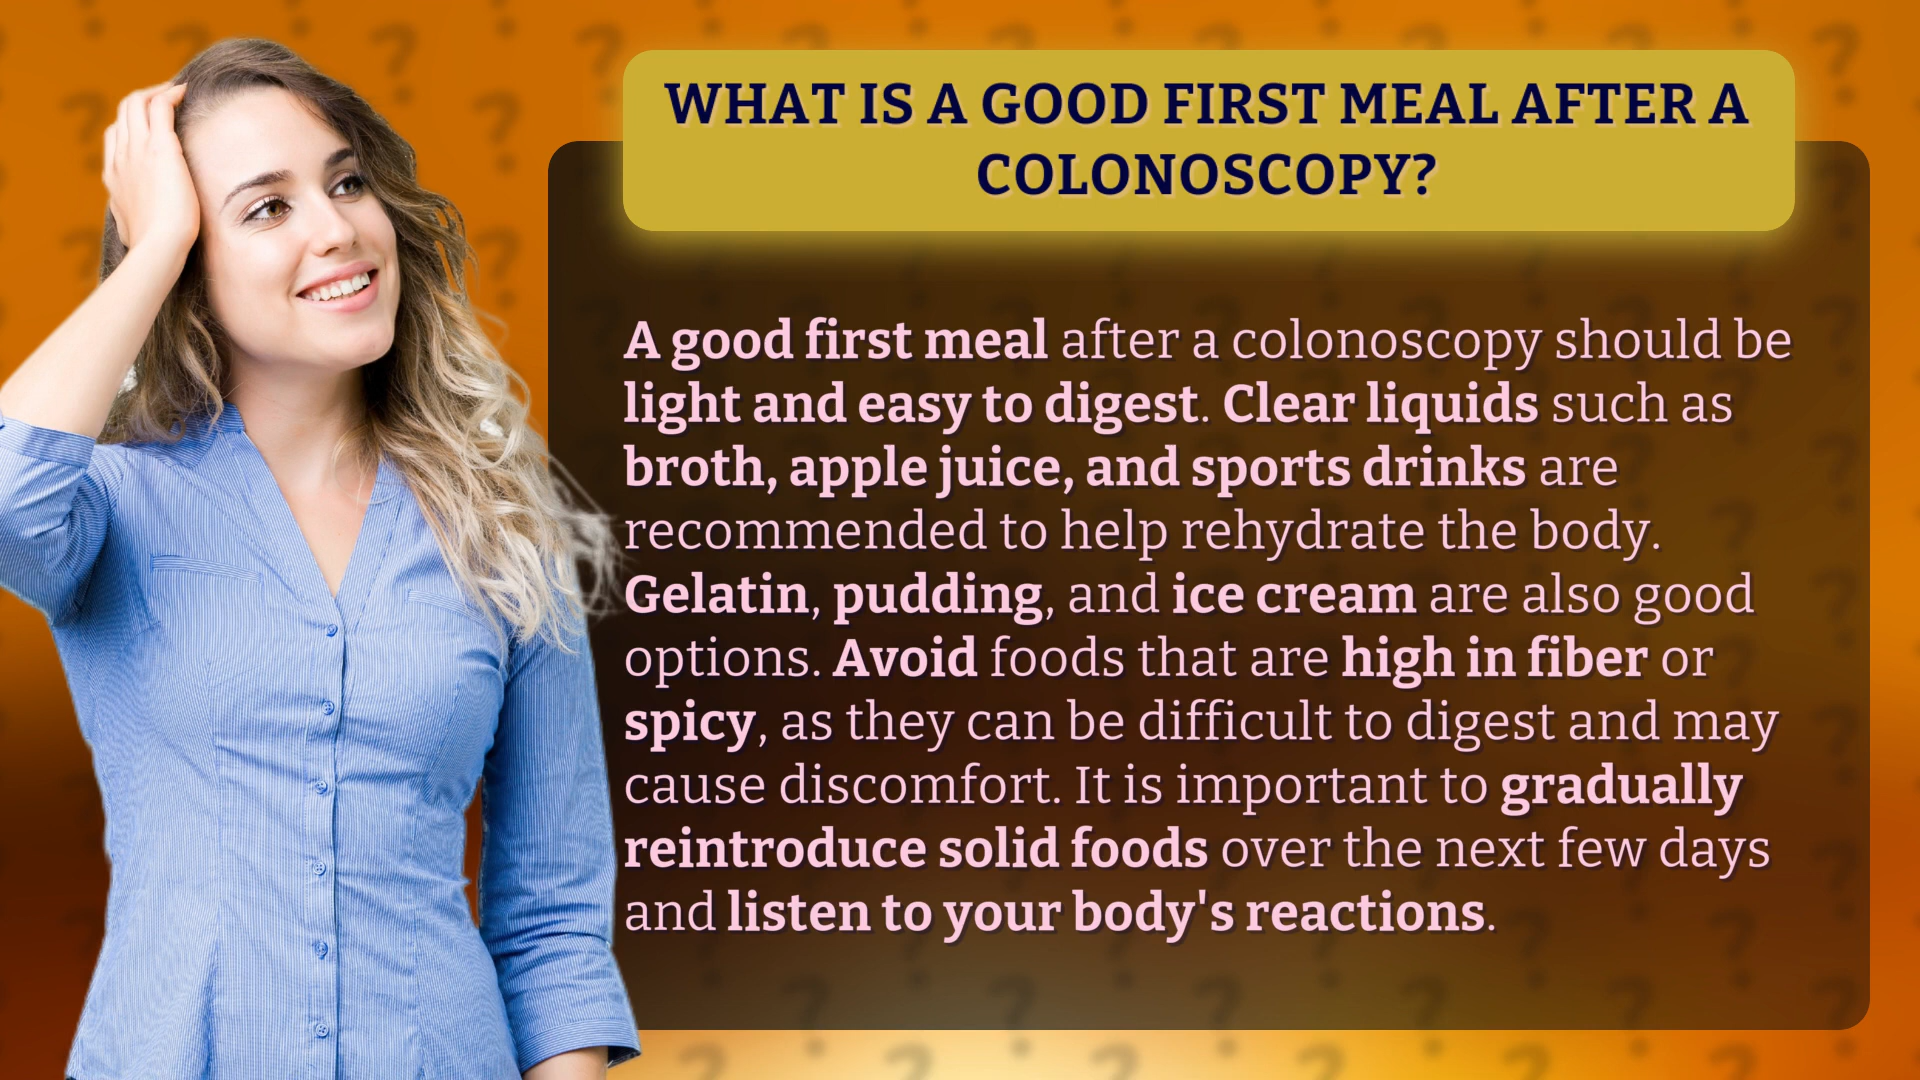 WHAT IS A GOOD FIRST MEAL AFTER A
COLONOSCOPY?
A good first meal after a colonoscopy should be
light and easy to digest. Clear liquids such as
broth, apple juice, and sports drinks are
recommended to help rehydrate the body.
Gelatin, pudding, and ice cream are also good
options. Avoid foods that are high in fiber or
spicy, as they can be difficult to digest and may
cause discomfort. It is important to gradually
reintroduce solid foods over the next few days
and listen to your body's reactions.